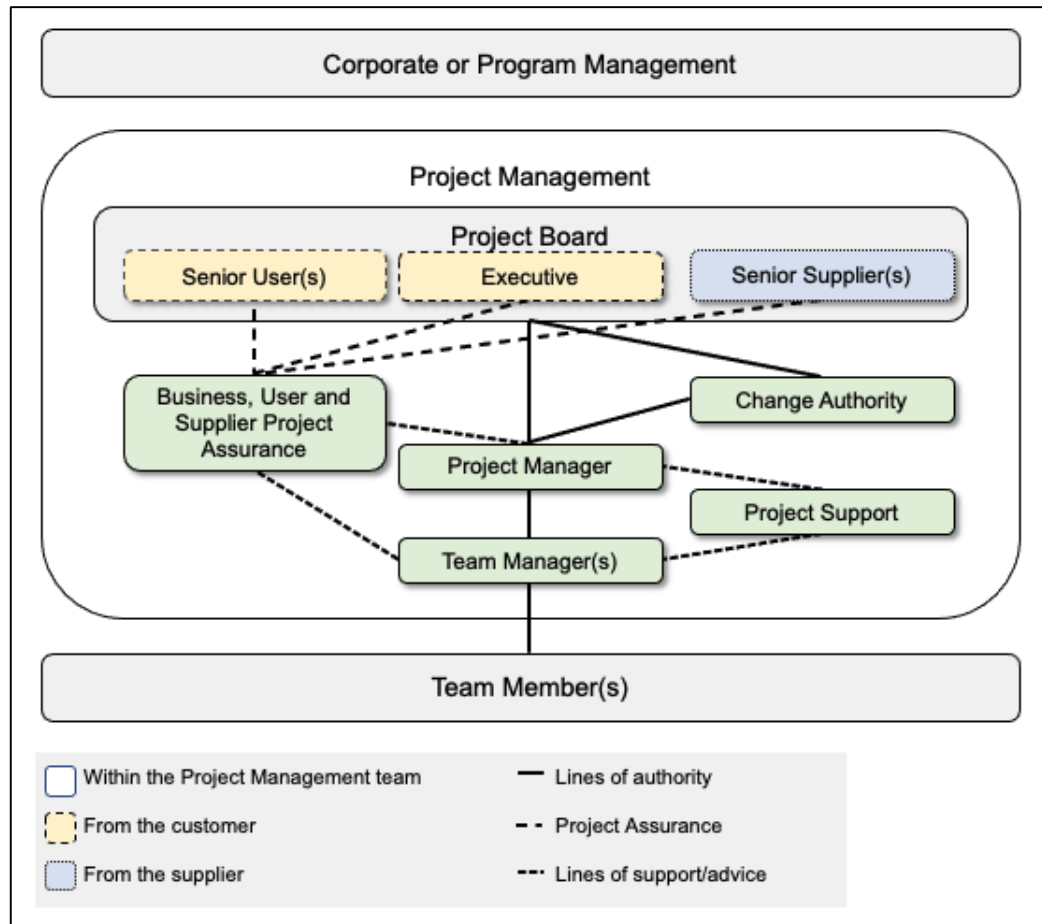 Corporate or Program Management
Project Management
Project Board
Senior User(s)
Executive
Senior Supplier(s)
Business, User and
Supplier Project
Assurance
Change Authority
Project Manager
Project Support
Team Manager(s)
Team Member(s)
Within the Project Management team
Lines of authority
From the customer
Project Assurance
From the supplier
Lines of support/advice